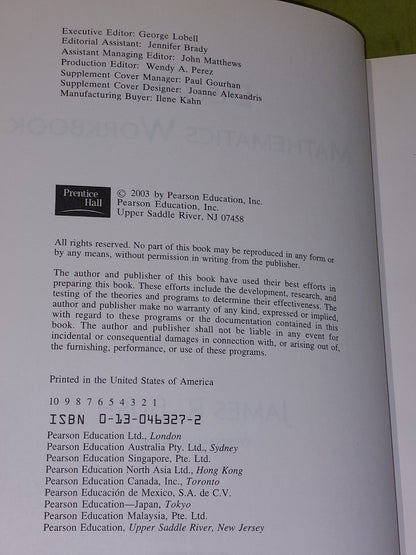 Executive Editor: George Lobell
Editorial Assistant: Jennifer Brady
Assistant Managing Editor: John Matthews
Production Editor: Wendy A. Perez
Supplement Cover Manager: Paul Gourhan
Supplement Cover Designer: Joanne Alexandris
Manufacturing Buyer: Ilene Kahn
MATHEMATICS WORKBOOK
Prentice
Hall
© 2003 by Pearson Education, Inc.
Pearson Education, Inc.
Upper Saddle River, NJ 07458
All rights reserved. No part of this book may be reproduced in any form or
by any means, without permission in writing from the publisher.
The author and publisher of this book have used their best efforts in
preparing this book. These efforts include the development, research, and
testing of the theories and programs to determine their effectiveness. The
author and publisher make no warranty of any kind, expressed or implied,
with regard to these programs or the documentation contained in this
book. The author and publisher shall not be liable in any event for
incidental or consequential damages in connection with, or arising out of,
the furnishing, performance, or use of these programs.
Printed in the United States of America
10 9 8 7 6 5 4 3 2 1
ISBN 0-13-046327-2
JAMES
Pearson Education Ltd., London
Pearson Education Australia Pty. Ltd., Sydney
Pearson Education Singapore, Pte. Ltd.
Pearson Education North Asia Ltd., Hong Kong
Pearson Education Canada, Inc., Toronto
Pearson Educación de Mexico, S.A. de C.V.
Pearson Education—Japan, Tokyo
Pearson Education Malaysia, Pte. Ltd.
Pearson Education, Upper Saddle River, New Jersey